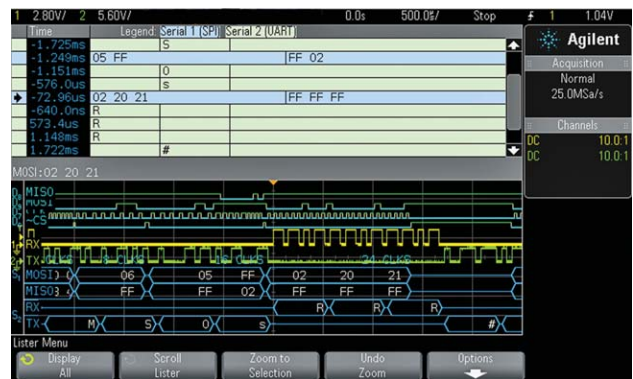 1 2.80V/ 2 5.60V/ 0.0s 500.0%/ Stop 1 1.04V
Time Legend: Serial 1 (SPI) Serial 2 (UART)
-1.725ms S
-1.249ms 05 FF FF 02
-1.151ms 0
-576.0us s
-72.96us 02 20 21 FF FF FF
-640.0ns R
573.4us R
1.148ms R
1.722ms #
MOSI:02 20 21
Agilent
Acquisition
Normal
25.0MSa/s
Channels
DC 10.0:1
DC 10.0:1
MISO
MOSI
~CS
RX
TX
MOSI 06 05 FF 02 20 21
MISO FF FF 02 FF FF FF
RX R R R
TX M S 0 s #
Lister Menu
Display All
Scroll Lister
Zoom to Selection
Undo Zoom
Options